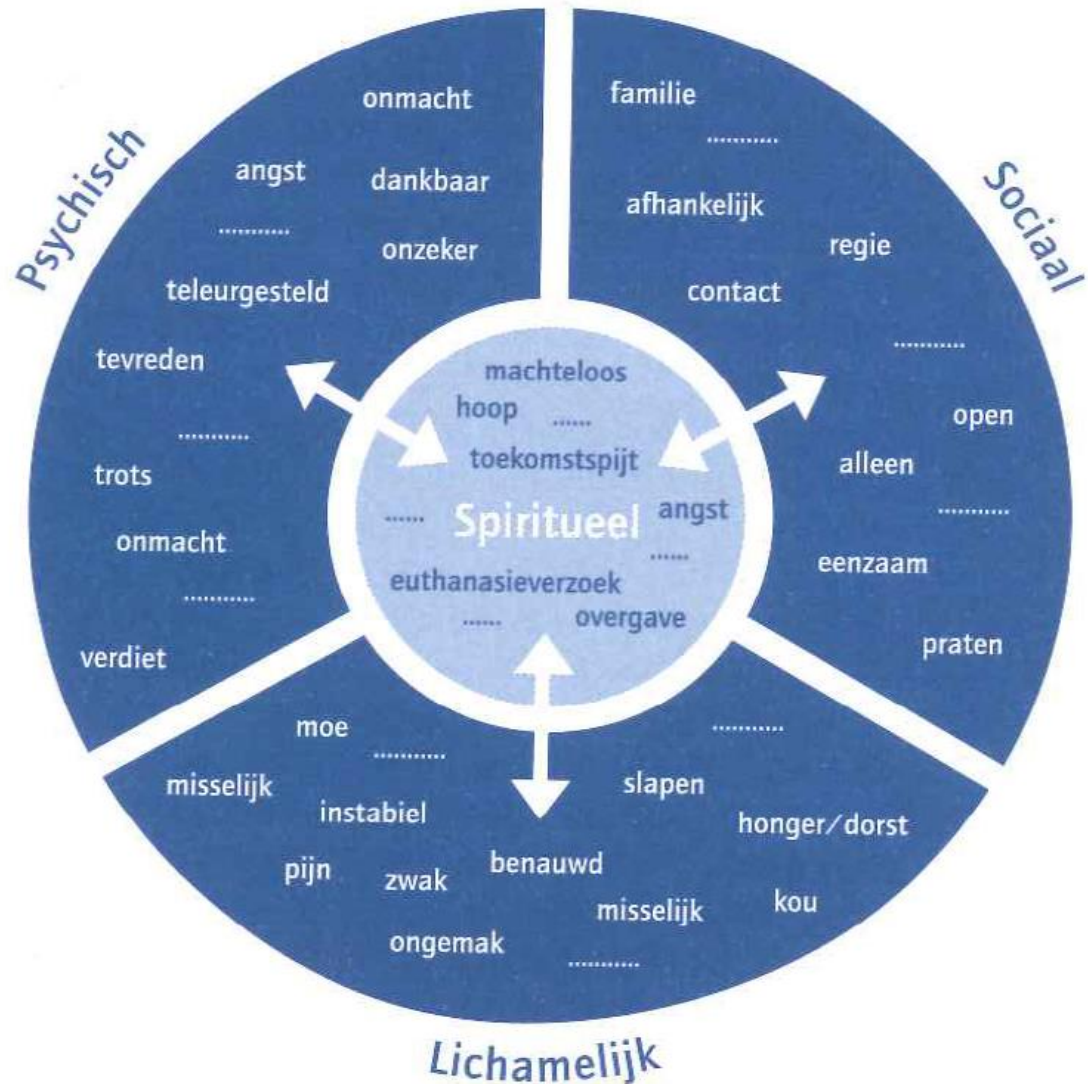 Psychisch
onmacht
angst
dankbaar
...........
onzeker
teleurgesteld
tevreden
...........
trots
onmacht
...........
verdiet
Sociaal
familie
...........
afhankelijk
regie
contact
...........
open
alleen
...........
eenzaam
praten
machteloos
hoop ......
toekomstspijt
...... Spiritueel angst
......
euthanasieverzoek
...... overgave
moe
...........
misselijk
instabiel
pijn
zwak
benauwd
ongemak
...........
slapen
honger/dorst
misselijk
kou
...........
Lichamelijk